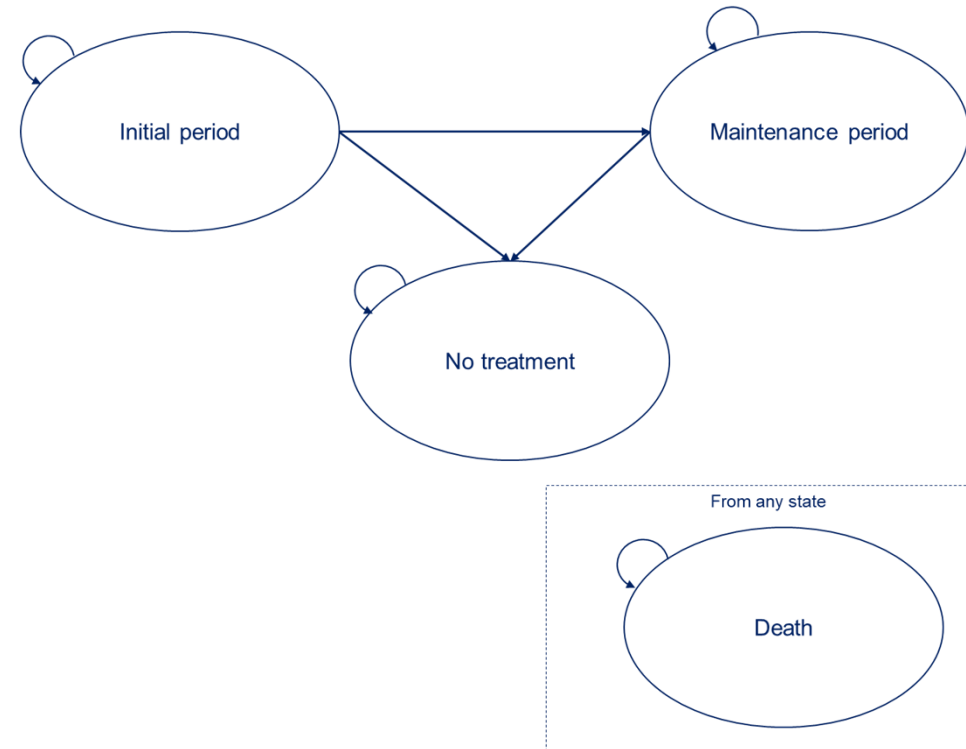 Initial period
Maintenance period
No treatment
From any state
Death